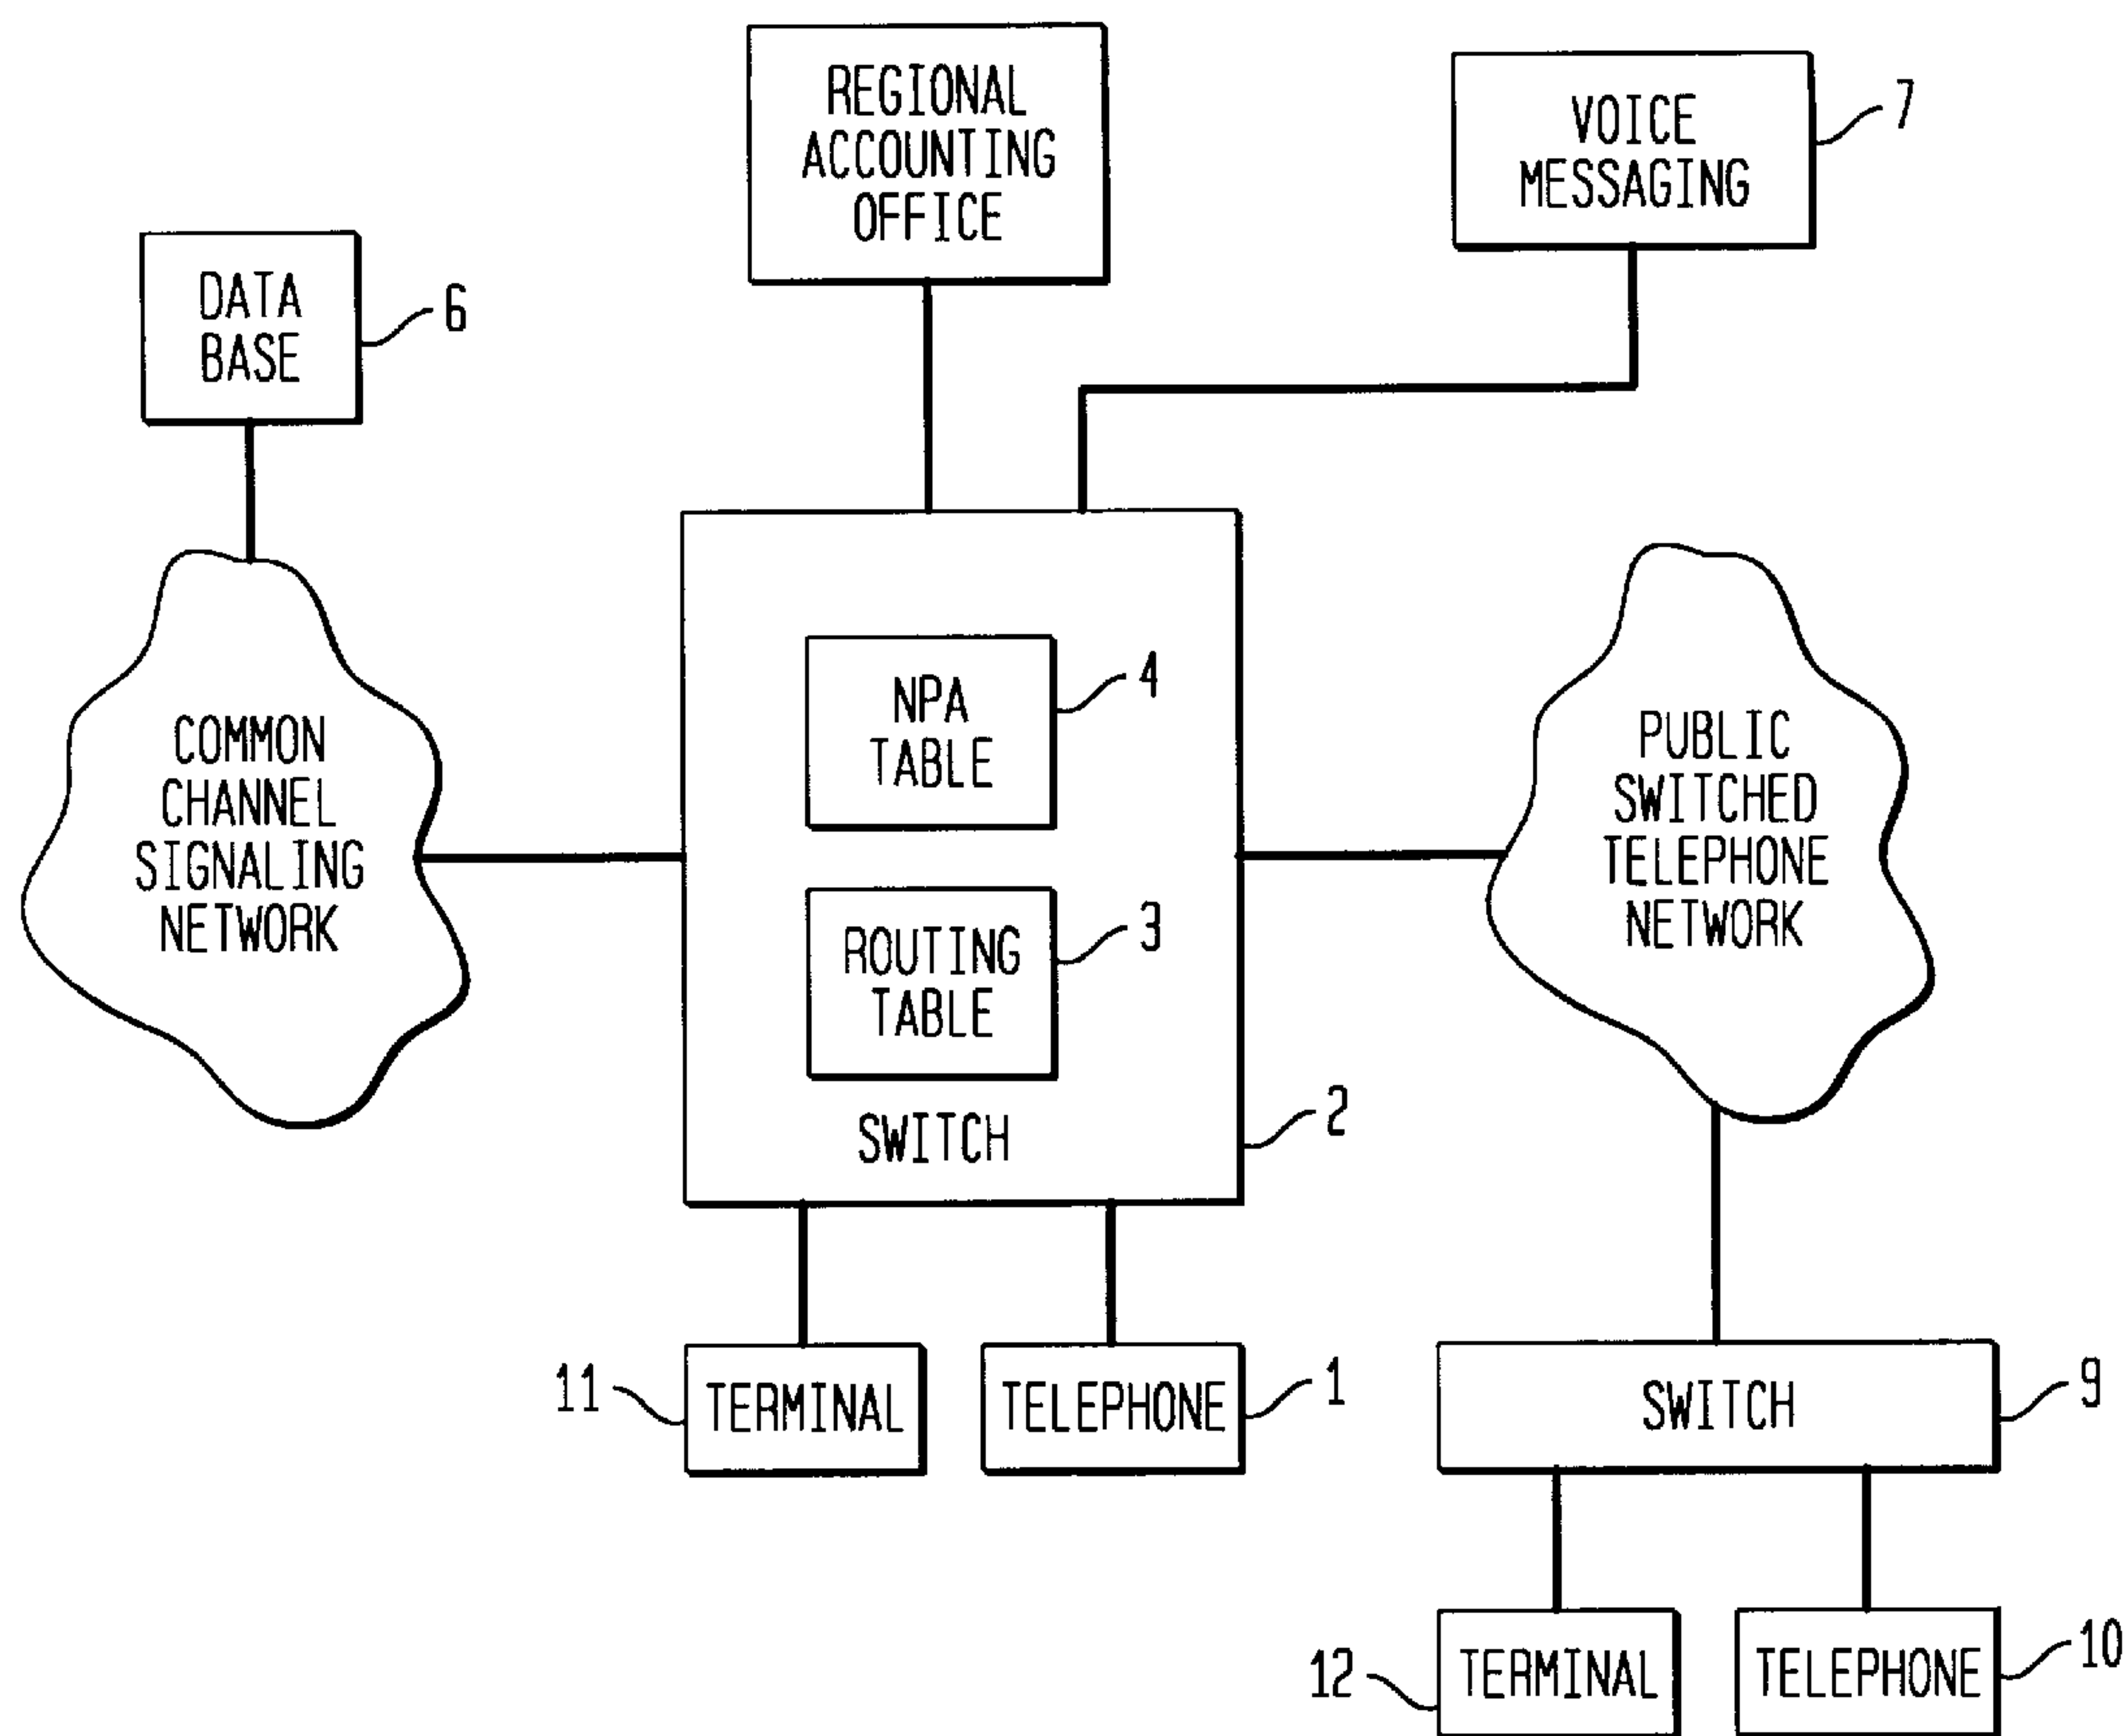 REGIONAL
ACCOUNTING
OFFICE
VOICE
MESSAGING
7
DATA
BASE
6
NPA
TABLE
4
COMMON
CHANNEL
SIGNALING
NETWORK
PUBLIC
SWITCHED
TELEPHONE
NETWORK
ROUTING
TABLE
3
SWITCH
2
11
TERMINAL
TELEPHONE
1
SWITCH
9
12
TERMINAL
TELEPHONE
10